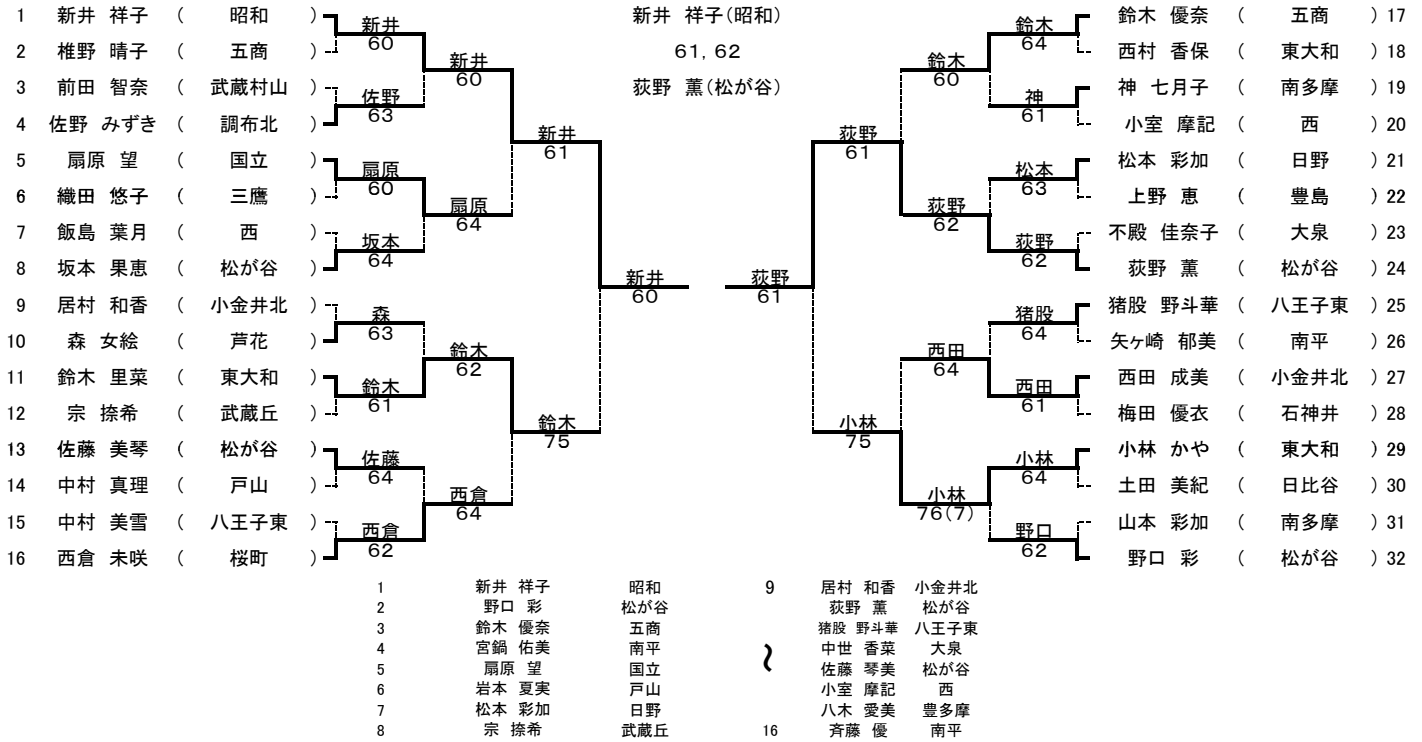 新井 祥子(昭和)
61, 62
荻野 薫(松が谷)
1 新井 祥子 ( 昭和 )
2 椎野 晴子 ( 五商 )
3 前田 智奈 ( 武蔵村山 )
4 佐野 みずき ( 調布北 )
5 扇原 望 ( 国立 )
6 織田 悠子 ( 三鷹 )
7 飯島 葉月 ( 西 )
8 坂本 果恵 ( 松が谷 )
9 居村 和香 ( 小金井北 )
10 森 女絵 ( 芦花 )
11 鈴木 里菜 ( 東大和 )
12 宗 捺希 ( 武蔵丘 )
13 佐藤 美琴 ( 松が谷 )
14 中村 真理 ( 戸山 )
15 中村 美雪 ( 八王子東 )
16 西倉 未咲 ( 桜町 )
新井
60
佐野
63
扇原
60
坂本
64
森
63
鈴木
61
佐藤
64
西倉
62
新井
60
扇原
64
鈴木
62
西倉
64
新井
61
鈴木
75
新井
60
荻野
61
荻野
61
小林
75
鈴木
60
荻野
62
西田
64
小林
76(7)
鈴木
64
神
61
松本
63
荻野
62
猪股
64
西田
61
小林
64
野口
62
鈴木 優奈 ( 五商 ) 17
西村 香保 ( 東大和 ) 18
神 七月子 ( 南多摩 ) 19
小室 摩記 ( 西 ) 20
松本 彩加 ( 日野 ) 21
上野 恵 ( 豊島 ) 22
不殿 佳奈子 ( 大泉 ) 23
荻野 薫 ( 松が谷 ) 24
猪股 野斗華 ( 八王子東 ) 25
矢ヶ崎 郁美 ( 南平 ) 26
西田 成美 ( 小金井北 ) 27
梅田 優衣 ( 石神井 ) 28
小林 かや ( 東大和 ) 29
土田 美紀 ( 日比谷 ) 30
山本 彩加 ( 南多摩 ) 31
野口 彩 ( 松が谷 ) 32
1 新井 祥子 昭和
2 野口 彩 松が谷
3 鈴木 優奈 五商
4 宮鍋 佑美 南平
5 扇原 望 国立
6 岩本 夏実 戸山
7 松本 彩加 日野
8 宗 捺希 武蔵丘
9 居村 和香 小金井北
荻野 薫 松が谷
猪股 野斗華 八王子東
中世 香菜 大泉
〜
佐藤 琴美 松が谷
小室 摩記 西
八木 愛美 豊多摩
16 斉藤 優 南平